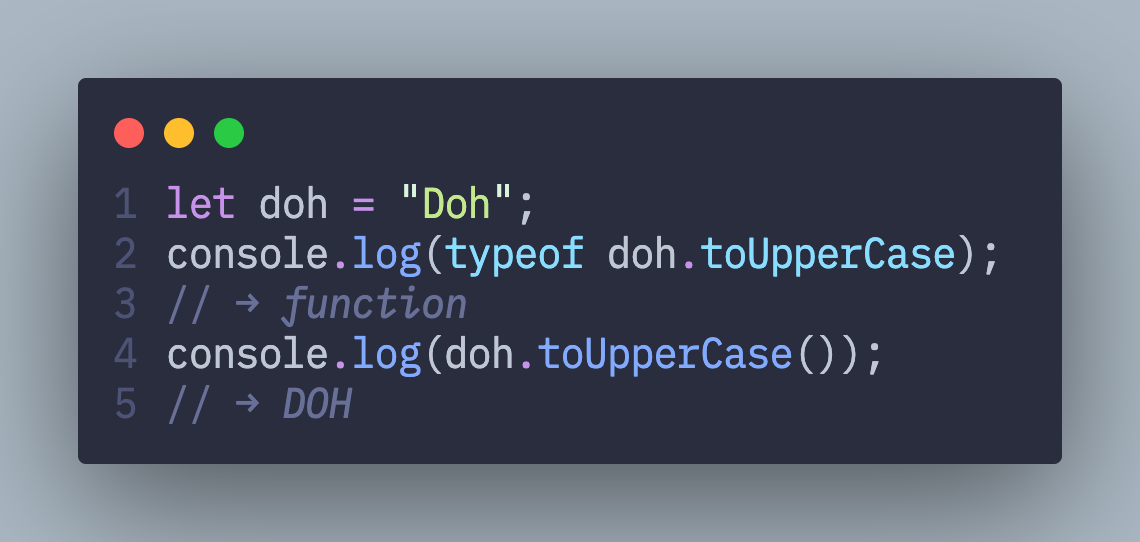 1 let doh = "Doh";
2 console.log(typeof doh.toUpperCase);
3 // → function
4 console.log(doh.toUpperCase());
5 // → DOH